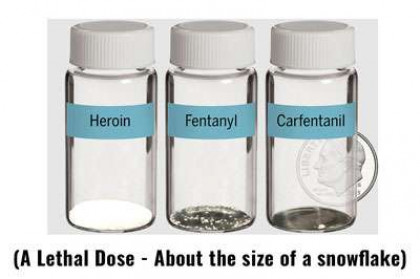 Heroin
Fentanyl
Carfentanil
(A Lethal Dose - About the size of a snowflake)